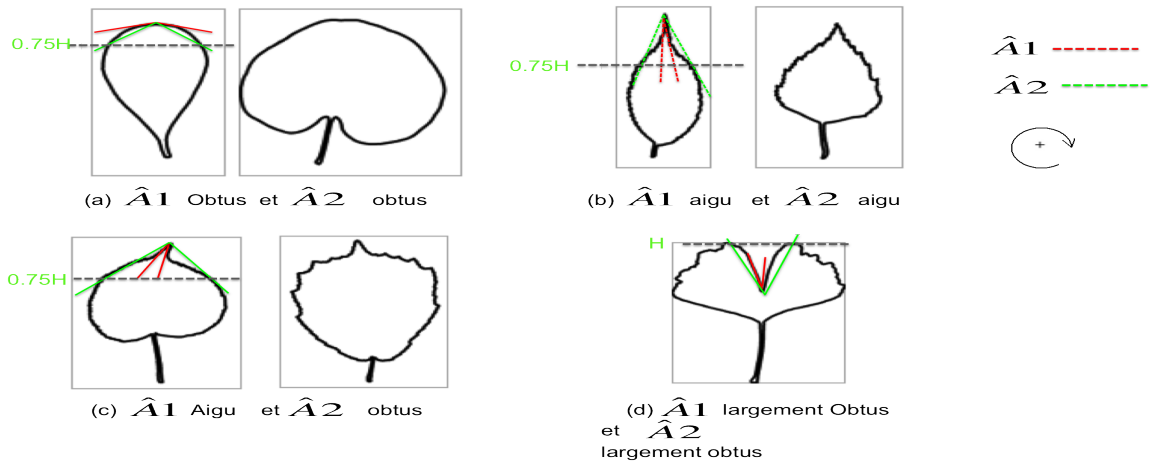 0.75H
0.75H
Â1
Â2
(a) Â1 Obtus et Â2 obtus
(b) Â1 aigu et Â2 aigu
0.75H
H
(c) Â1 Aigu et Â2 obtus
(d) Â1 largement Obtus
et Â2
largement obtus